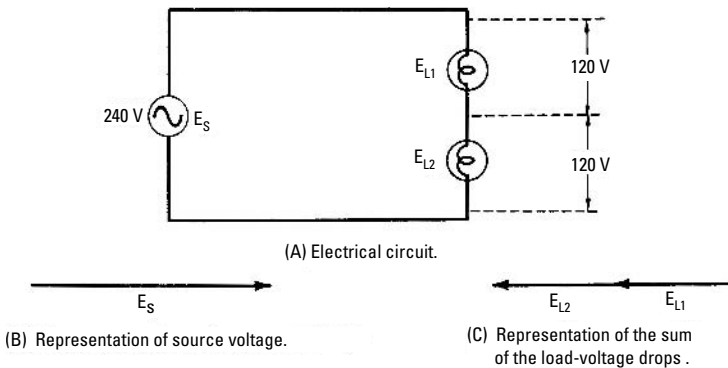 E_L1
120 V
240 V
E_S
E_L2
120 V
(A) Electrical circuit.
E_S
E_L2
E_L1
(B) Representation of source voltage.
(C) Representation of the sum
of the load-voltage drops .